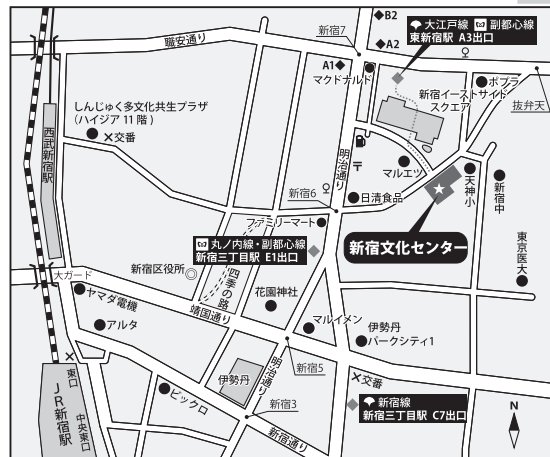 新宿7
◆B2
大江戸線 副都心線
東新宿駅 A3出口
◆A2
職安通り
A1◆
マクドナルド
ポプラ
新宿イーストサイド
スクエア
抜弁天
しんじゅく多文化共生プラザ
(ハイジア11階)
×交番
西武新宿駅
明治通り
〒
マルエツ
天神小
新宿中
新宿6
日清食品
ファミリーマート
新宿文化センター
東京医大
丸ノ内線・副都心線
新宿三丁目駅 E1出口
大ガード
新宿区役所◎
四季の路
ヤマダ電機
花園神社
靖国通り
アルタ
マルイメン
伊勢丹
パークシティ1
新宿5
×
東口
伊勢丹
明治通り
×交番
JR新宿駅
中央東口
ビックロ
新宿3
新宿線
新宿三丁目駅 C7出口
新宿通り
N